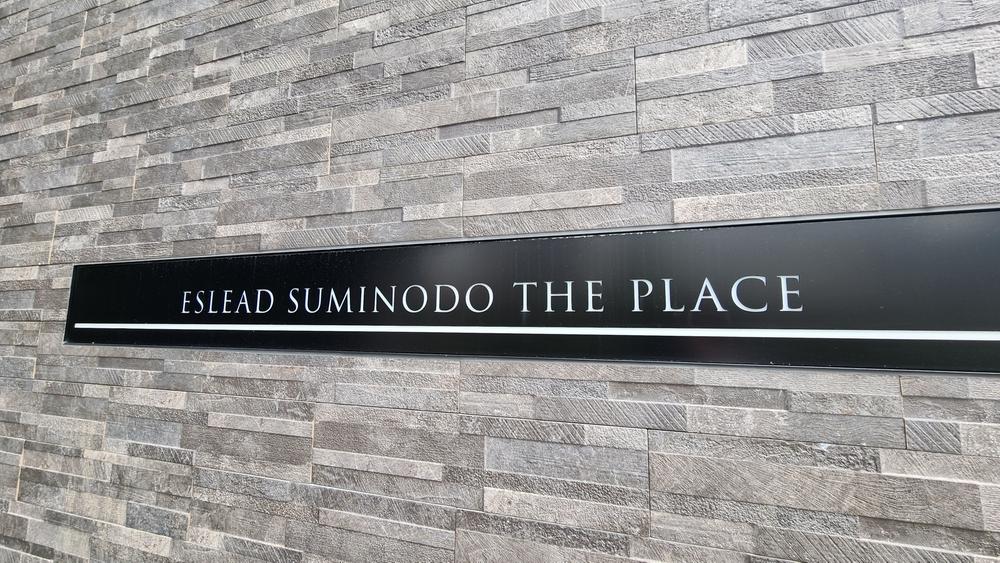 ESLEAD SUMINODO THE PLACE